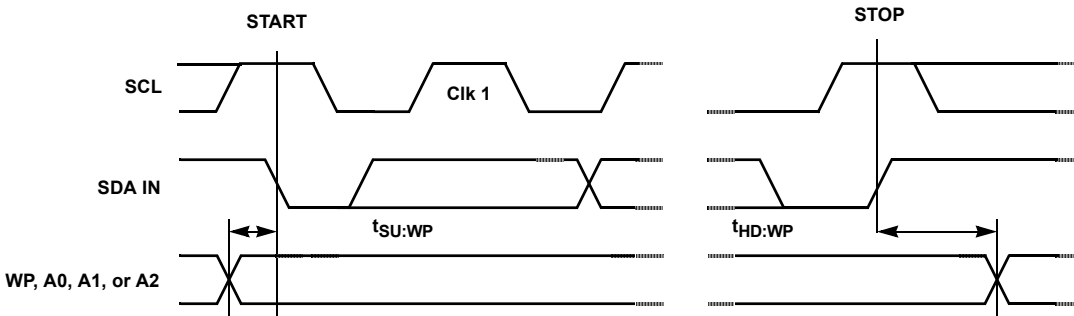 START
STOP
SCL
Clk 1
SDA IN
tSU:WP
tHD:WP
WP, A0, A1, or A2